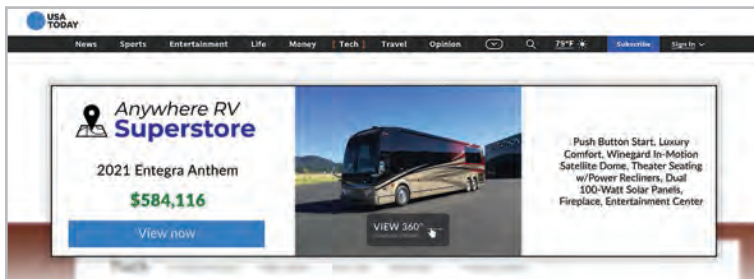 USA
TODAY
News Sports Entertainment Life Money [ Tech ] Travel Opinion 79°F Subscribe Sign In
Anywhere RV
Superstore
2021 Entegra Anthem
$584,116
View now
VIEW 360°
Push Button Start, Luxury
Comfort, Winegard In-Motion
Satellite Dome, Theater Seating
w/Power Recliners, Dual
100-Watt Solar Panels,
Fireplace, Entertainment Center